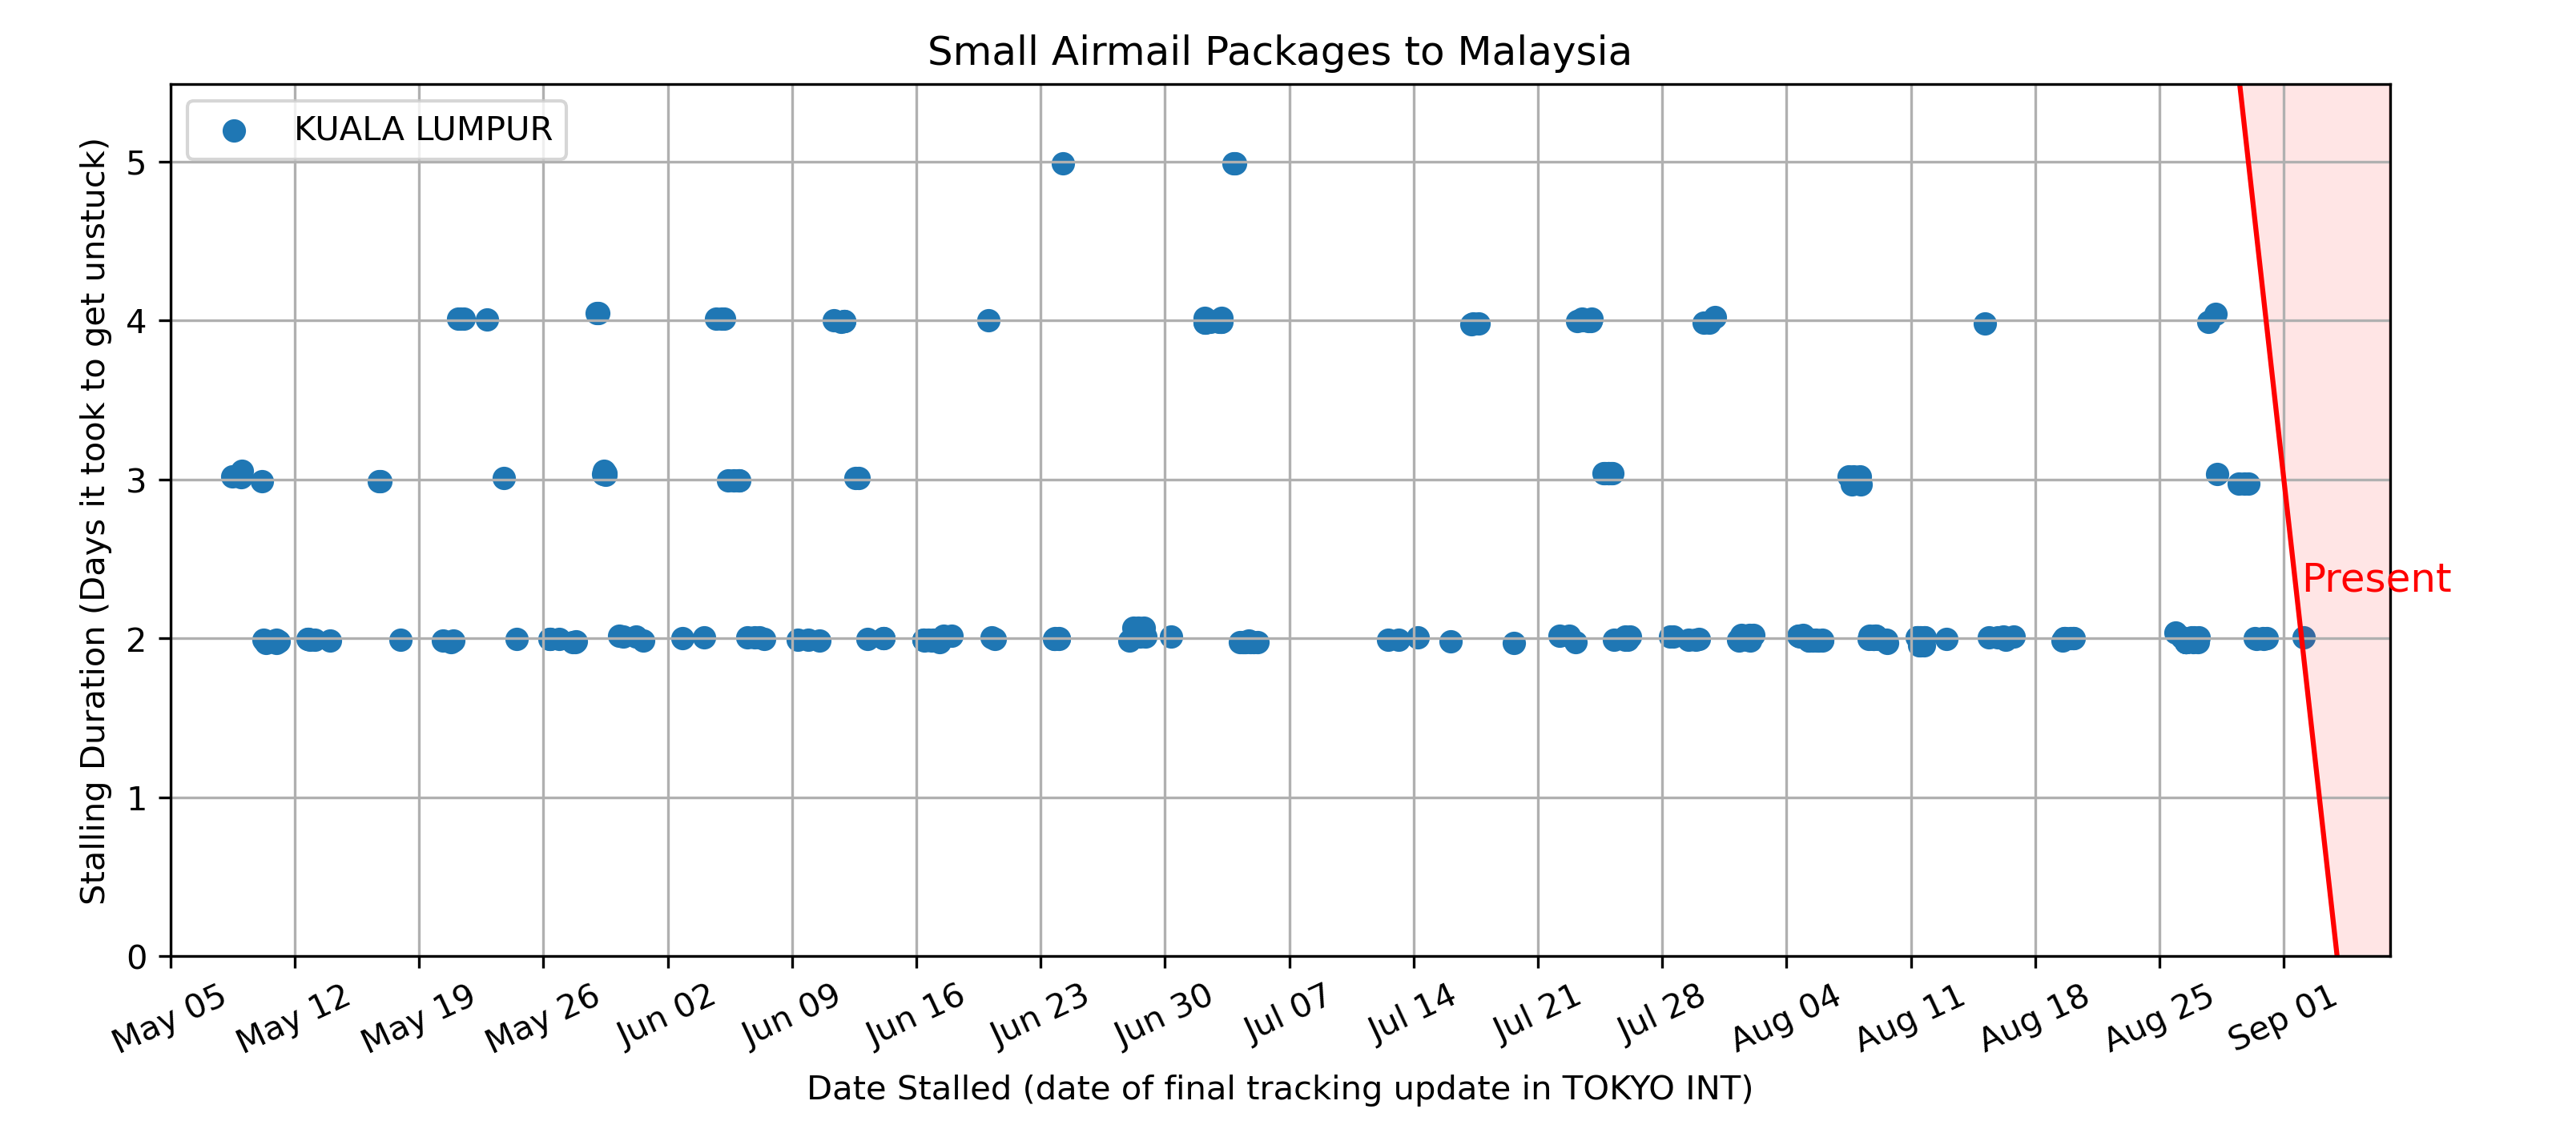 Small Airmail Packages to Malaysia
KUALA LUMPUR
Stalling Duration (Days it took to get unstuck)
5
4
3
2
1
0
Present
May 05
May 12
May 19
May 26
Jun 02
Jun 09
Jun 16
Jun 23
Jun 30
Jul 07
Jul 14
Jul 21
Jul 28
Aug 04
Aug 11
Aug 18
Aug 25
Sep 01
Date Stalled (date of final tracking update in TOKYO INT)